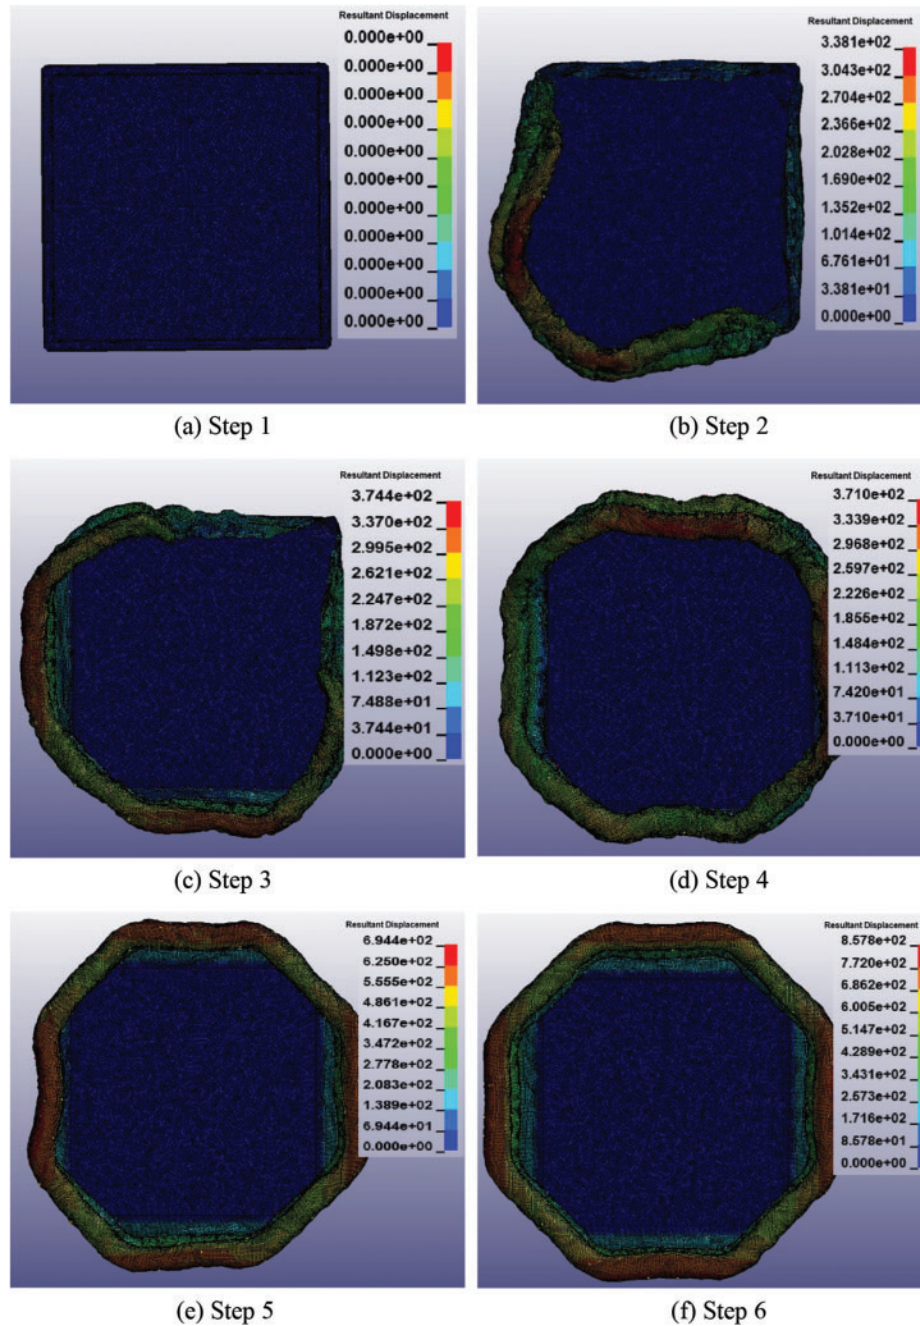 Resultant Displacement
0.000e+00
0.000e+00
0.000e+00
0.000e+00
0.000e+00
0.000e+00
0.000e+00
0.000e+00
0.000e+00
0.000e+00
0.000e+00
(a) Step 1
Resultant Displacement
3.381e+02
3.043e+02
2.704e+02
2.366e+02
2.028e+02
1.690e+02
1.352e+02
1.014e+02
6.761e+01
3.381e+01
0.000e+00
(b) Step 2
Resultant Displacement
3.744e+02
3.370e+02
2.995e+02
2.621e+02
2.247e+02
1.872e+02
1.498e+02
1.123e+02
7.488e+01
3.744e+01
0.000e+00
(c) Step 3
Resultant Displacement
3.710e+02
3.339e+02
2.968e+02
2.597e+02
2.226e+02
1.855e+02
1.484e+02
1.113e+02
7.420e+01
3.710e+01
0.000e+00
(d) Step 4
Resultant Displacement
6.944e+02
6.250e+02
5.555e+02
4.861e+02
4.167e+02
3.472e+02
2.778e+02
2.083e+02
1.389e+02
6.944e+01
0.000e+00
(e) Step 5
Resultant Displacement
8.578e+02
7.720e+02
6.862e+02
6.005e+02
5.147e+02
4.289e+02
3.431e+02
2.573e+02
1.716e+02
8.578e+01
0.000e+00
(f) Step 6